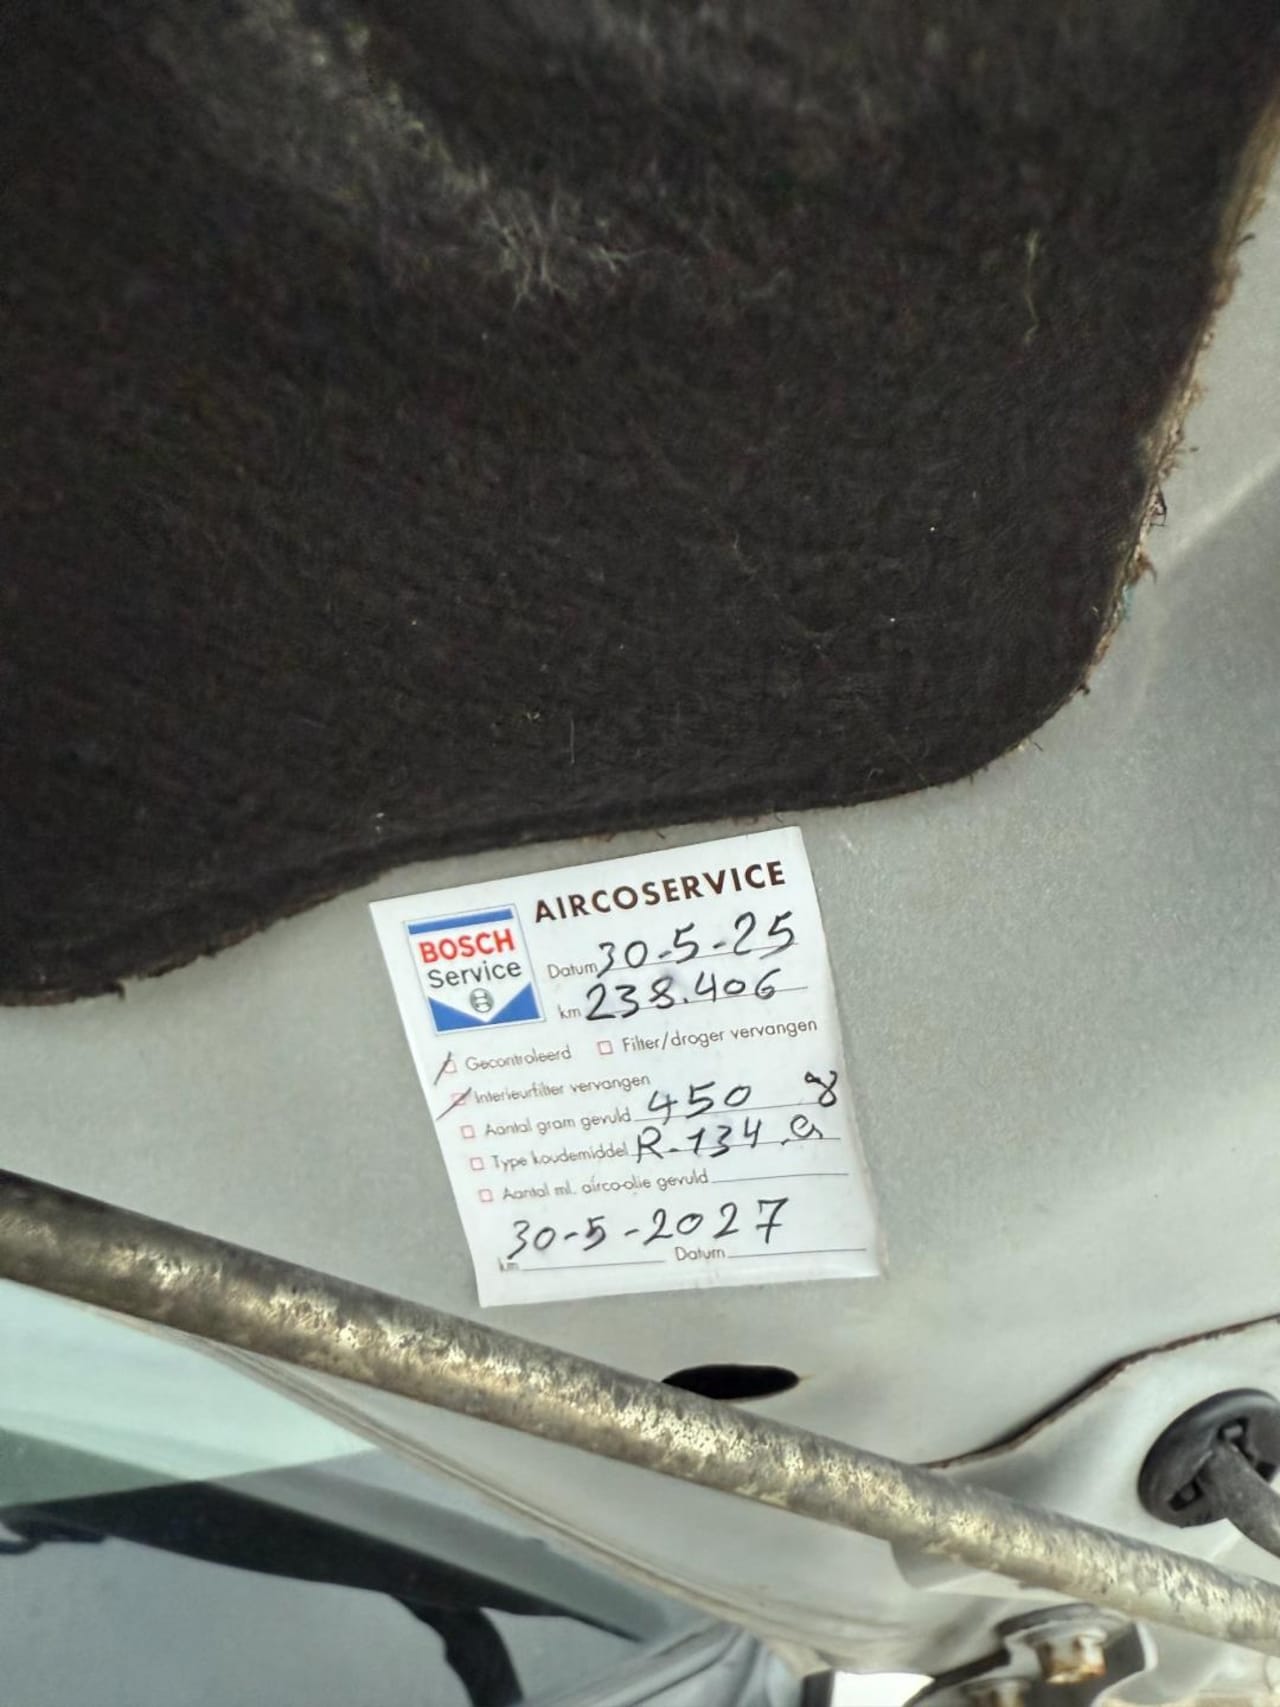 AIRCOSERVICE
BOSCH
Service
Datum 30-5-25
km 238.406
Gecontroleerd
Filter/droger vervangen
Interieurfilter vervangen
Aantal gram gevuld 450 g
Type koudemiddel R-134 a
Aantal ml. airco-olie gevuld
30-5-2027
km
Datum